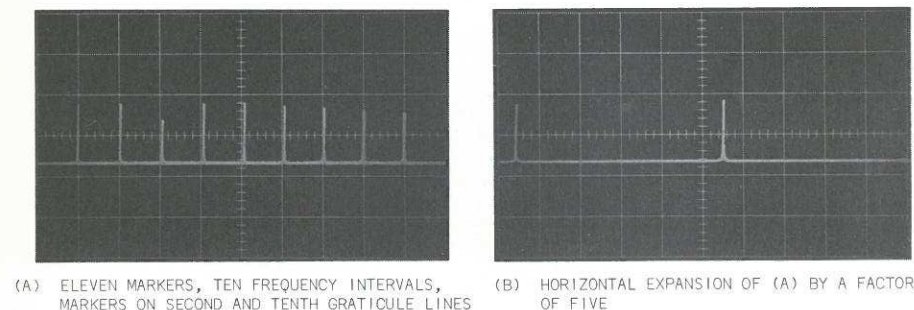 (A) ELEVEN MARKERS, TEN FREQUENCY INTERVALS,
MARKERS ON SECOND AND TENTH GRATICULE LINES
(B) HORIZONTAL EXPANSION OF (A) BY A FACTOR
OF FIVE